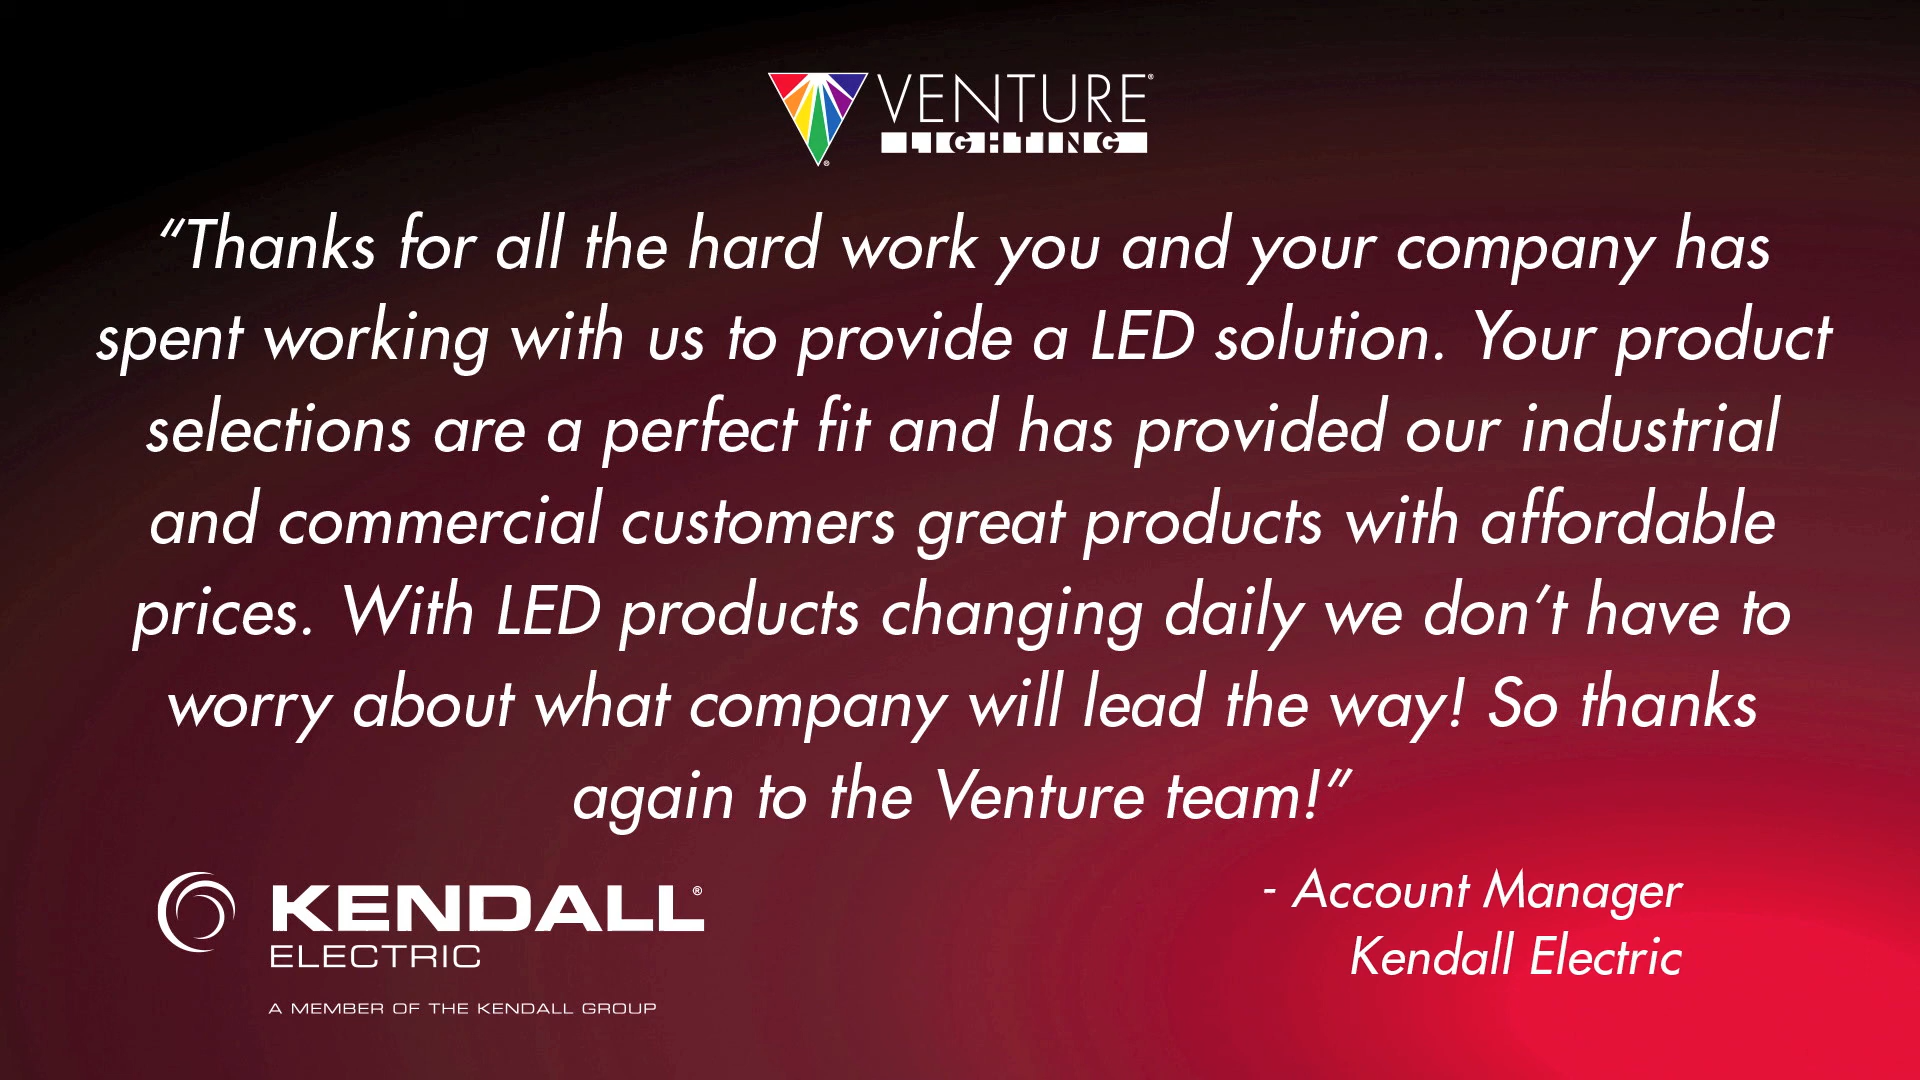 VENTURE®
LIGHTING
®
“Thanks for all the hard work you and your company has
spent working with us to provide a LED solution. Your product
selections are a perfect fit and has provided our industrial
and commercial customers great products with affordable
prices. With LED products changing daily we don’t have to
worry about what company will lead the way! So thanks
again to the Venture team!”
KENDALL®
ELECTRIC
A MEMBER OF THE KENDALL GROUP
- Account Manager
Kendall Electric